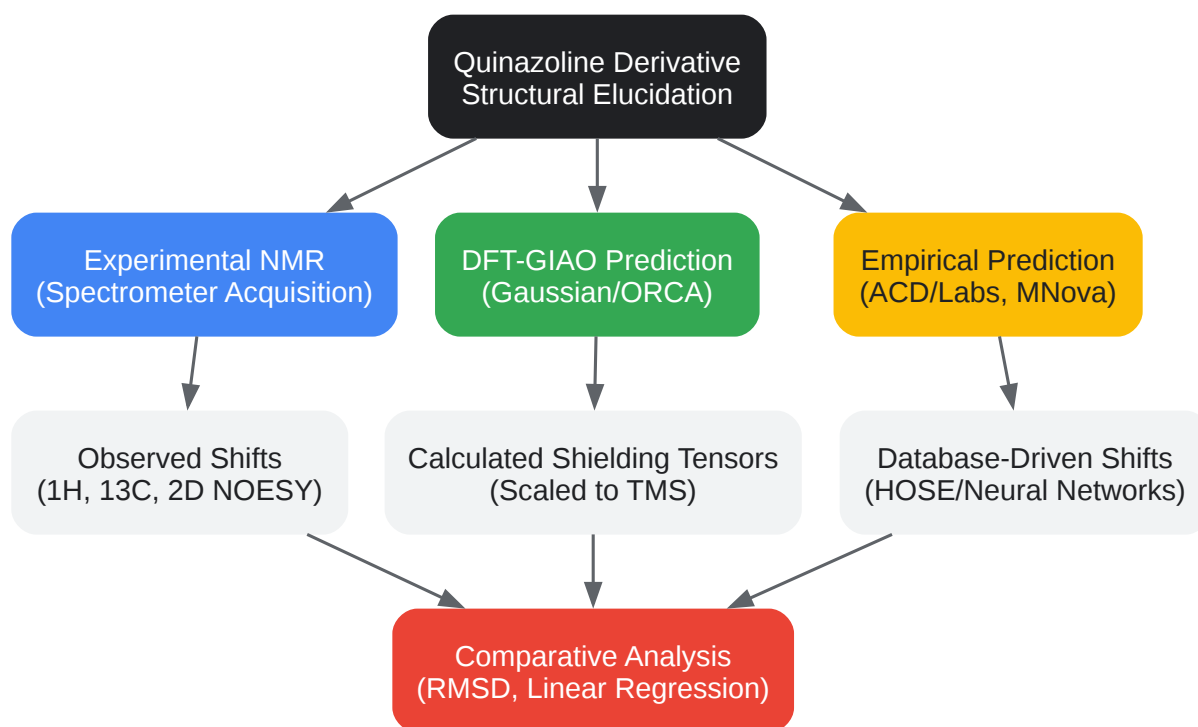 Quinazoline Derivative
Structural Elucidation
Experimental NMR
(Spectrometer Acquisition)
DFT-GIAO Prediction
(Gaussian/ORCA)
Empirical Prediction
(ACD/Labs, MNova)
Observed Shifts
(1H, 13C, 2D NOESY)
Calculated Shielding Tensors
(Scaled to TMS)
Database-Driven Shifts
(HOSE/Neural Networks)
Comparative Analysis
(RMSD, Linear Regression)